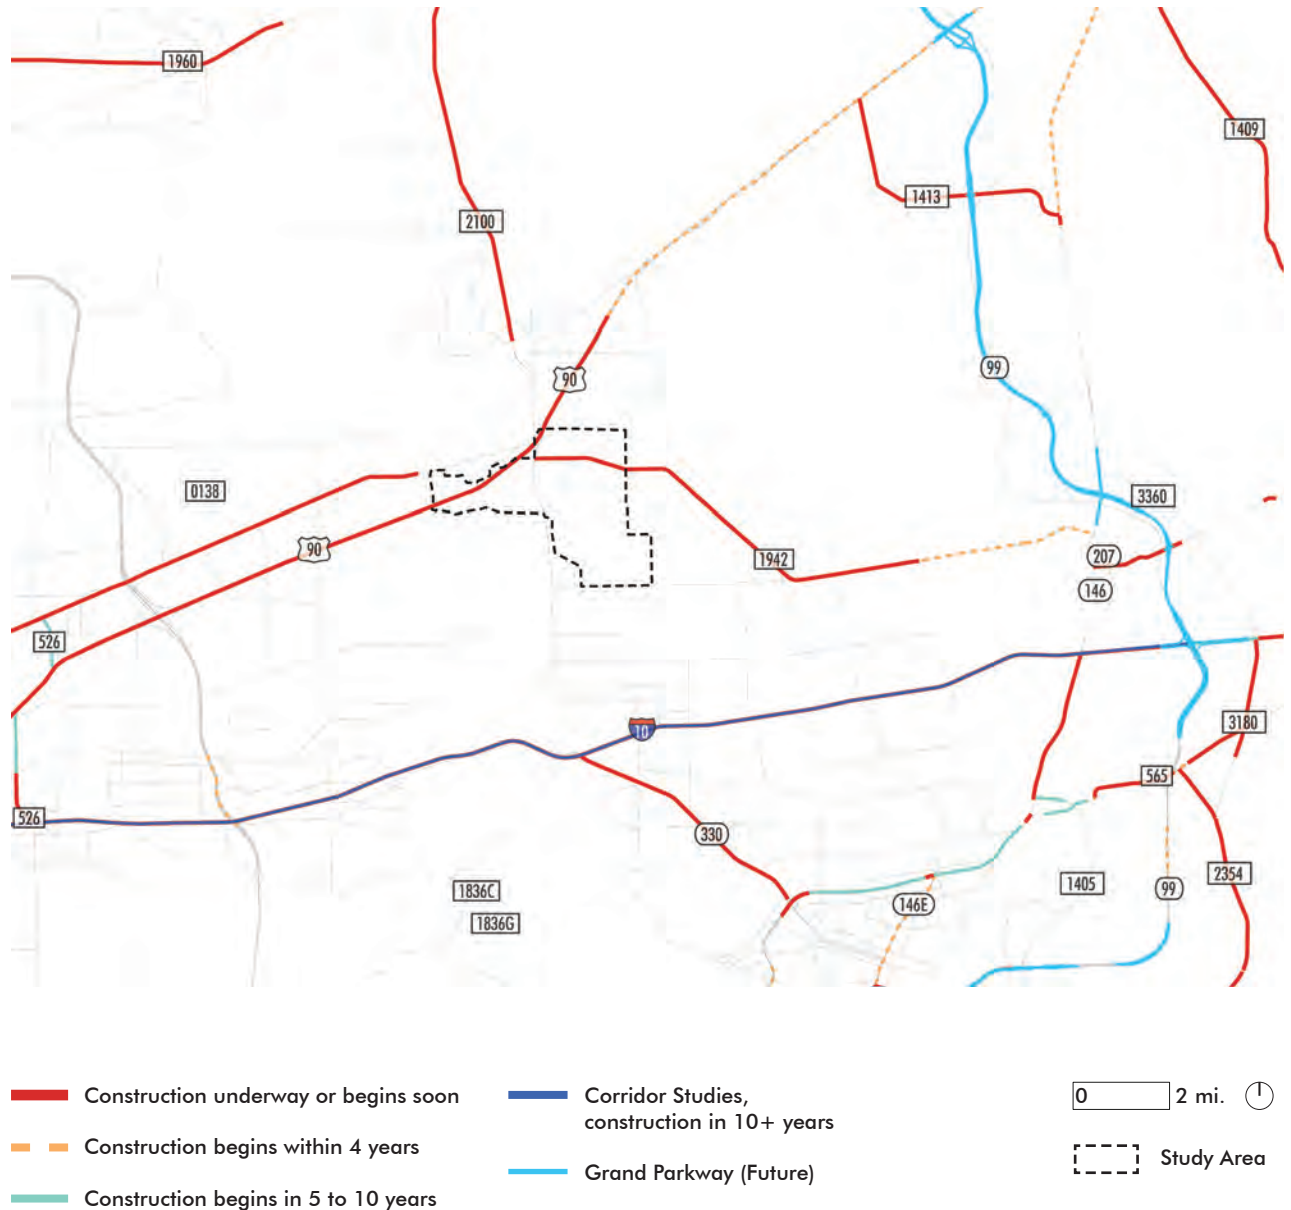 1960
1409
1413
2100
99
90
0138
3360
90
1942
207
146
526
10
3180
565
526
330
2354
1405
1836C
99
146E
1836G
Construction underway or begins soon
Construction begins within 4 years
Construction begins in 5 to 10 years
Corridor Studies,
construction in 10+ years
Grand Parkway (Future)
0 2 mi.
Study Area